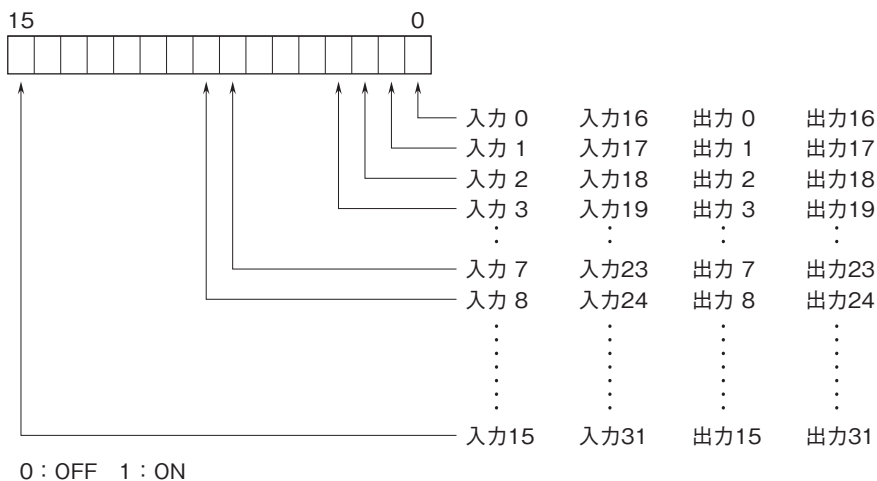 15 0
入力 0 入力16 出力 0 出力16
入力 1 入力17 出力 1 出力17
入力 2 入力18 出力 2 出力18
入力 3 入力19 出力 3 出力19
入力 7 入力23 出力 7 出力23
入力 8 入力24 出力 8 出力24
入力15 入力31 出力15 出力31
0：OFF 1：ON